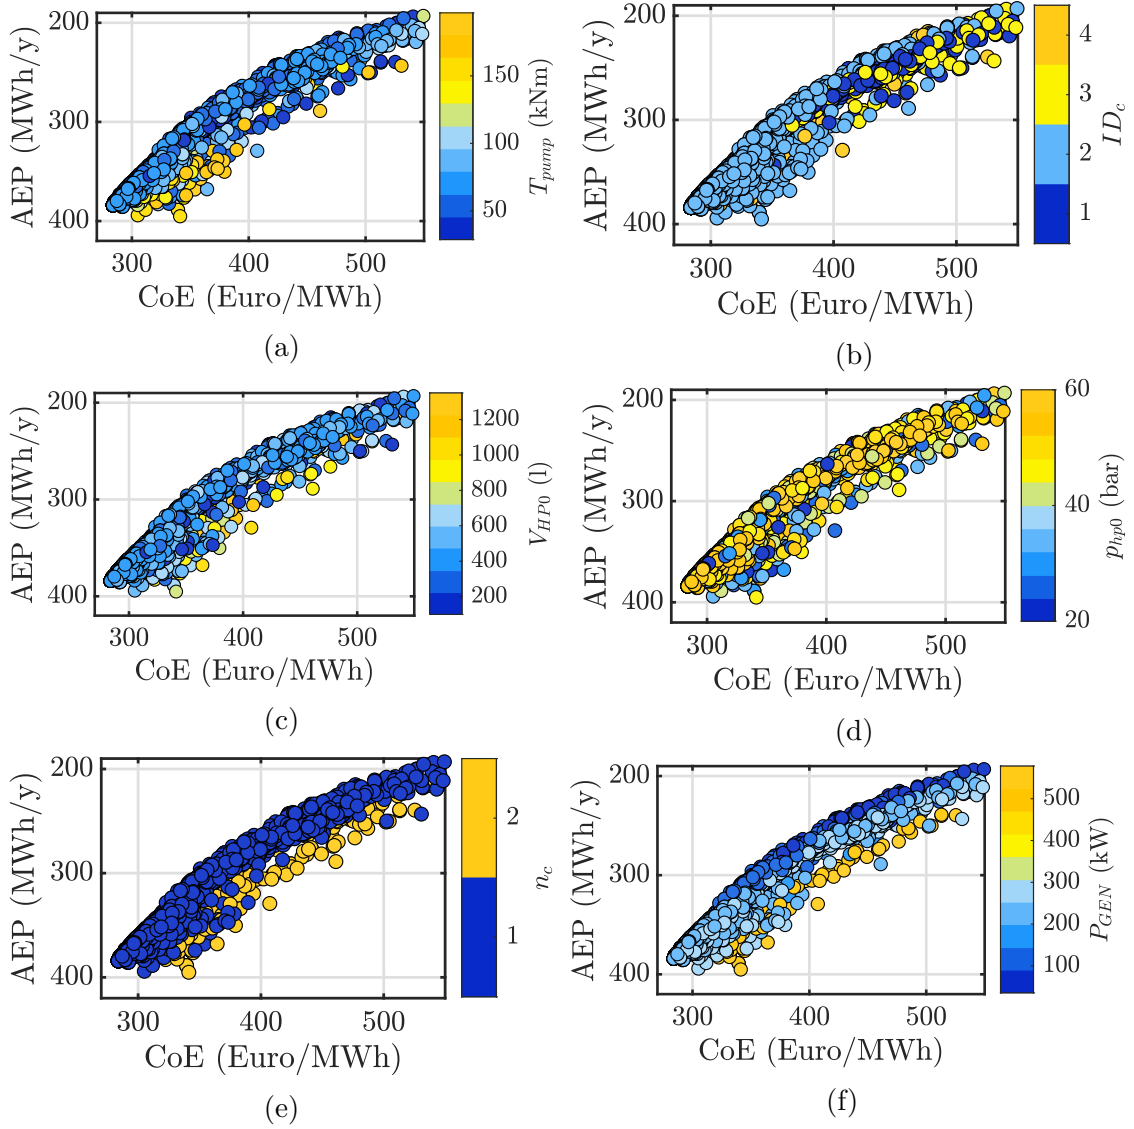 200
300
400
AEP (MWh/y)
300
400
500
CoE (Euro/MWh)
150
100
50
T_pump (kNm)
(a)
200
300
400
AEP (MWh/y)
300
400
500
CoE (Euro/MWh)
4
3
2
1
ID_c
(b)
200
300
400
AEP (MWh/y)
300
400
500
CoE (Euro/MWh)
1200
1000
800
600
400
200
V_HP0 (l)
(c)
200
300
400
AEP (MWh/y)
300
400
500
CoE (Euro/MWh)
60
40
20
p_hp0 (bar)
(d)
200
300
400
AEP (MWh/y)
300
400
500
CoE (Euro/MWh)
2
1
n_c
(e)
200
300
400
AEP (MWh/y)
300
400
500
CoE (Euro/MWh)
500
400
300
200
100
P_GEN (kW)
(f)